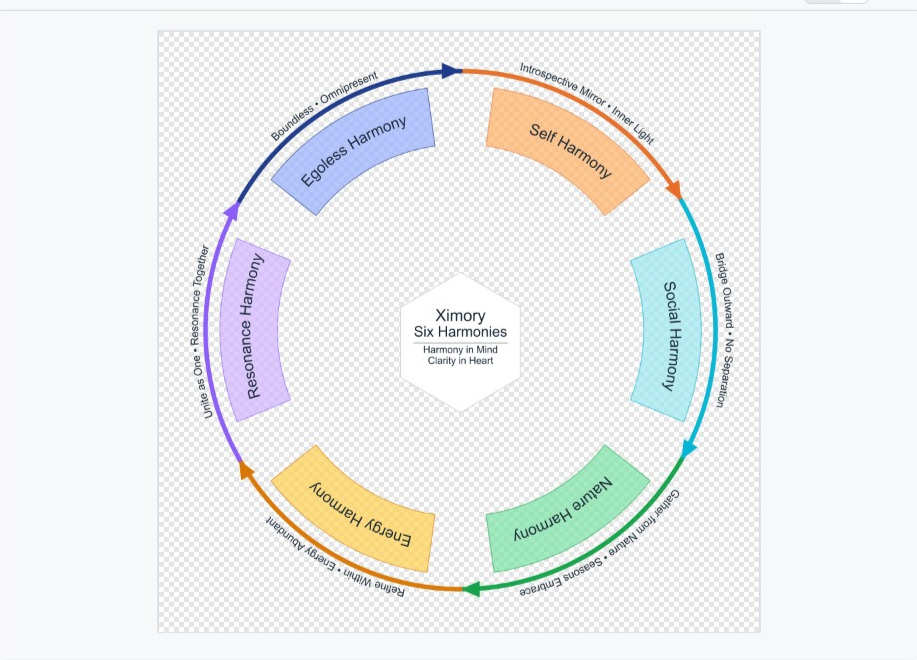 Introspective Mirror • Inner Light
Self Harmony
Bridge Outward • No Separation
Social Harmony
Gather from Nature • Seasons Embrace
Nature Harmony
Refine Within • Energy Abundant
Energy Harmony
Unite as One • Resonance Together
Resonance Harmony
Boundless • Omnipresent
Egoless Harmony
Ximory
Six Harmonies
Harmony in Mind
Clarity in Heart